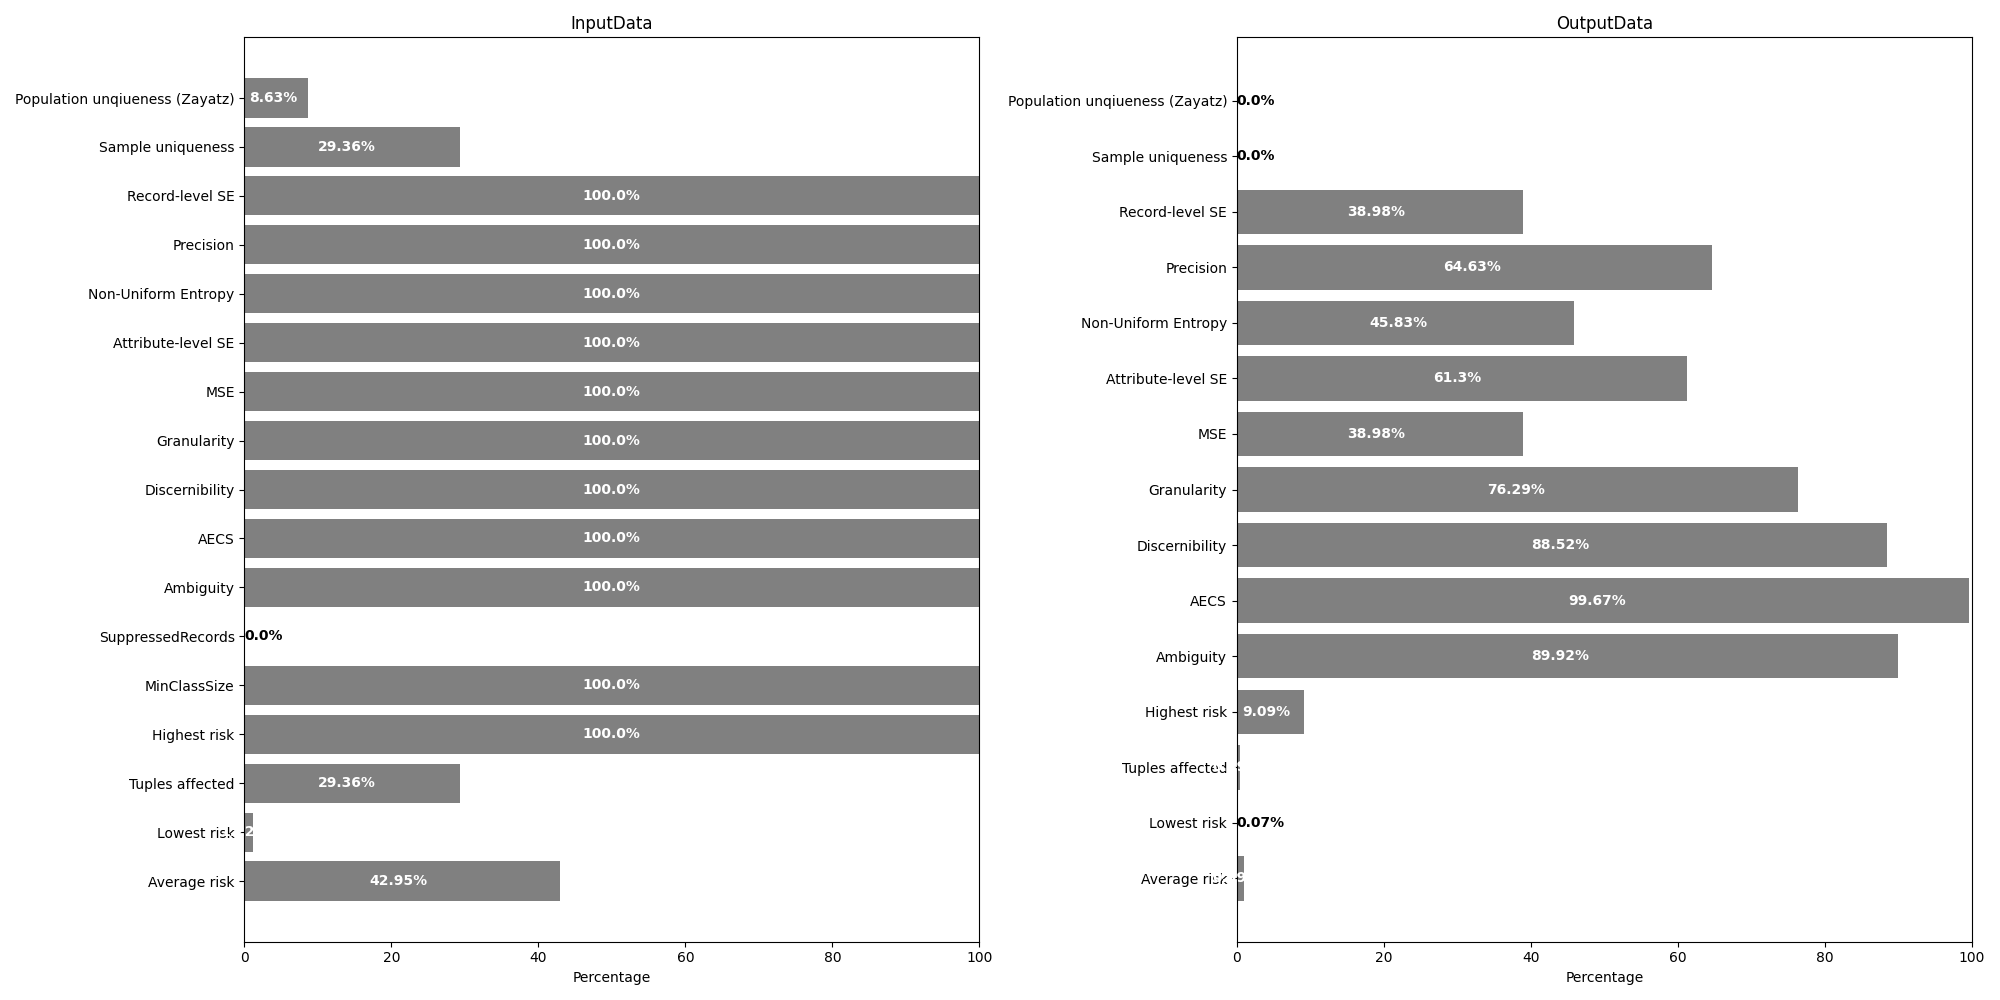 InputData
Population unqiueness (Zayatz)
8.63%
Sample uniqueness
29.36%
Record-level SE
100.0%
Precision
100.0%
Non-Uniform Entropy
100.0%
Attribute-level SE
100.0%
MSE
100.0%
Granularity
100.0%
Discernibility
100.0%
AECS
100.0%
Ambiguity
100.0%
SuppressedRecords
0.0%
MinClassSize
100.0%
Highest risk
100.0%
Tuples affected
29.36%
Lowest risk
Average risk
42.95%
0 20 40 60 80 100
Percentage
OutputData
Population unqiueness (Zayatz)
0.0%
Sample uniqueness
0.0%
Record-level SE
38.98%
Precision
64.63%
Non-Uniform Entropy
45.83%
Attribute-level SE
61.3%
MSE
38.98%
Granularity
76.29%
Discernibility
88.52%
AECS
99.67%
Ambiguity
89.92%
Highest risk
9.09%
Tuples affected
Lowest risk
0.07%
Average risk
0 20 40 60 80 100
Percentage